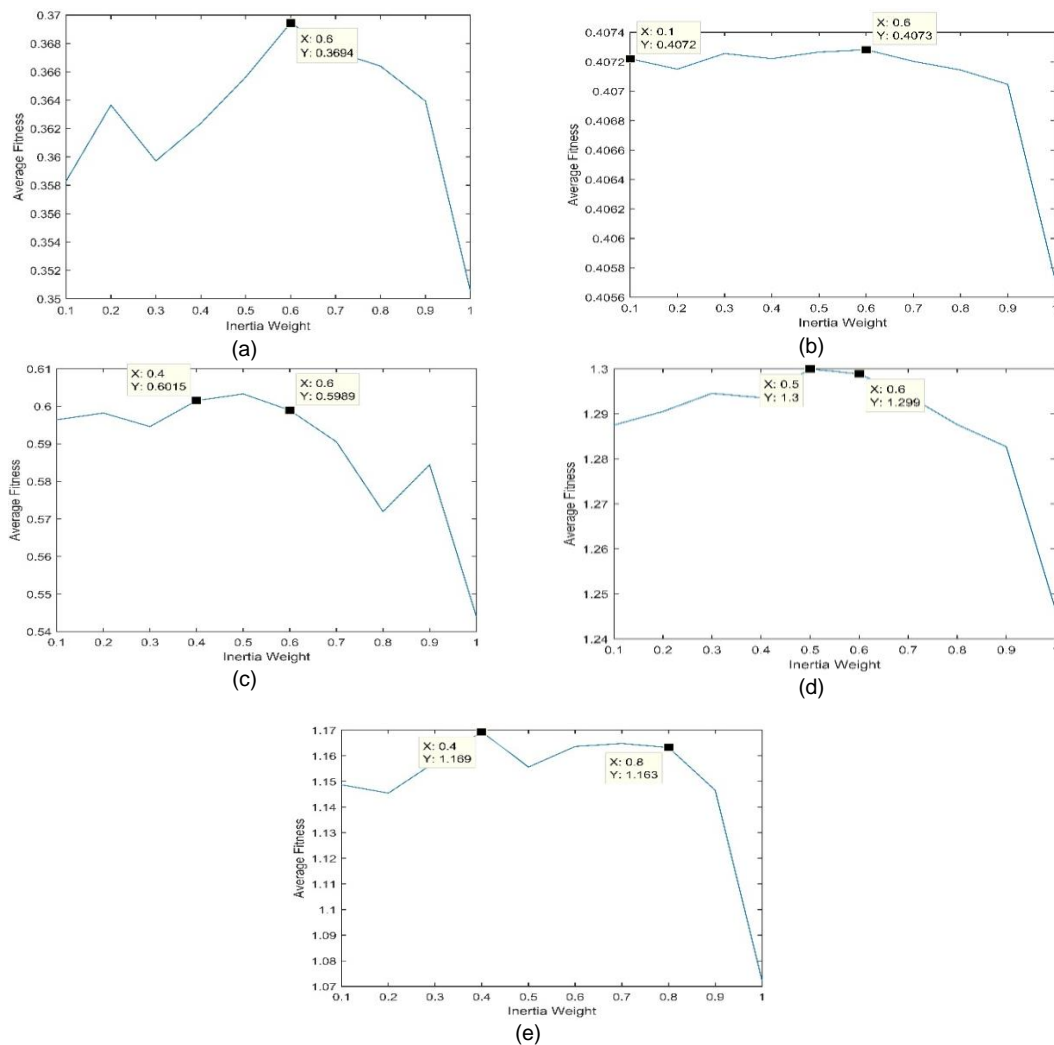 0.37
0.368
0.366
0.364
0.362
0.36
0.358
0.356
0.354
0.352
0.35
Average Fitness
X: 0.6
Y: 0.3694
0.1 0.2 0.3 0.4 0.5 0.6 0.7 0.8 0.9 1
Inertia Weight
(a)
0.4074
0.4072
0.407
0.4068
0.4066
0.4064
0.4062
0.406
0.4058
0.4056
Average Fitness
X: 0.1
Y: 0.4072
X: 0.6
Y: 0.4073
0.1 0.2 0.3 0.4 0.5 0.6 0.7 0.8 0.9 1
Inertia Weight
(b)
0.61
0.6
0.59
0.58
0.57
0.56
0.55
0.54
Average Fitness
X: 0.4
Y: 0.6015
X: 0.6
Y: 0.5989
0.1 0.2 0.3 0.4 0.5 0.6 0.7 0.8 0.9 1
Inertia Weight
(c)
1.3
1.29
1.28
1.27
1.26
1.25
1.24
Average Fitness
X: 0.5
Y: 1.3
X: 0.6
Y: 1.299
0.1 0.2 0.3 0.4 0.5 0.6 0.7 0.8 0.9 1
Inertia Weight
(d)
1.17
1.16
1.15
1.14
1.13
1.12
1.11
1.1
1.09
1.08
1.07
Average Fitness
X: 0.4
Y: 1.169
X: 0.8
Y: 1.163
0.1 0.2 0.3 0.4 0.5 0.6 0.7 0.8 0.9 1
Inertia Weight
(e)